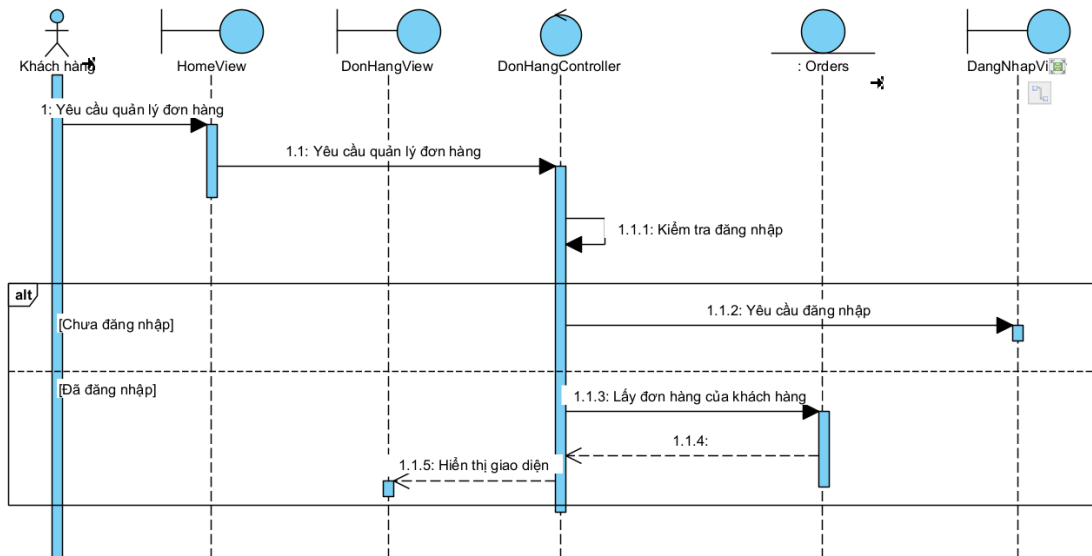 Khách hàng
HomeView
DonHangView
DonHangController
: Orders
DangNhapVi
1: Yêu cầu quản lý đơn hàng
1.1: Yêu cầu quản lý đơn hàng
1.1.1: Kiểm tra đăng nhập
alt
[Chưa đăng nhập]
1.1.2: Yêu cầu đăng nhập
[Đã đăng nhập]
1.1.3: Lấy đơn hàng của khách hàng
1.1.4:
1.1.5: Hiển thị giao diện